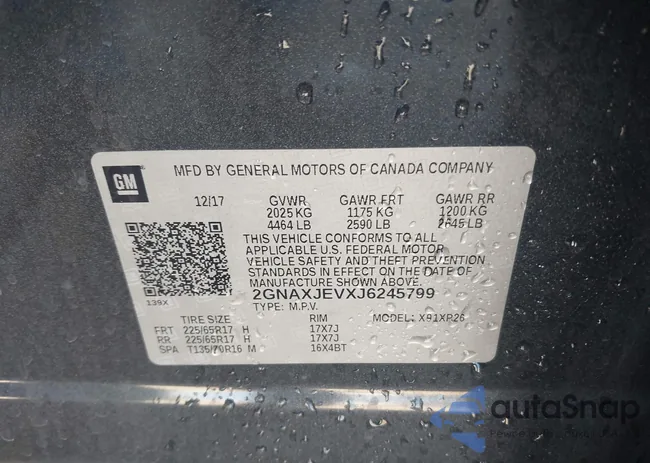 GM
MFD BY GENERAL MOTORS OF CANADA COMPANY
12/17 GVWR GAWR FRT GAWR RR
2025 KG 1175 KG 1200 KG
4464 LB 2590 LB 2645 LB
THIS VEHICLE CONFORMS TO ALL
APPLICABLE U.S. FEDERAL MOTOR
VEHICLE SAFETY AND THEFT PREVENTION
STANDARDS IN EFFECT ON THE DATE OF
MANUFACTURE SHOWN ABOVE.
139X 2GNAXJEVXJ6245799
TYPE: M.P.V. MODEL: X91XR26
TIRE SIZE RIM
FRT 225/65R17 H 17X7J
RR 225/65R17 H 17X7J
SPA T135/70R16 M 16X4BT
autoSnap